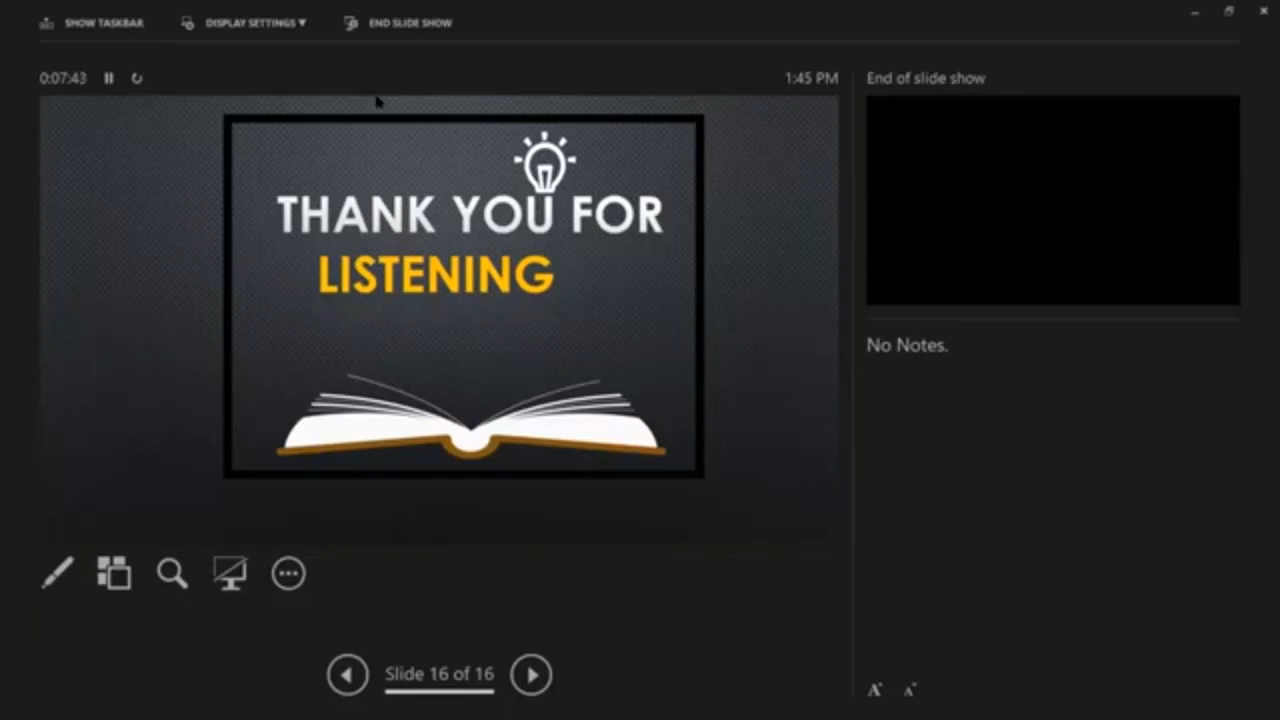 SHOW TASKBAR
DISPLAY SETTINGS ▼
END SLIDE SHOW
0:07:43
1:45 PM
End of slide show
THANK YOU FOR
LISTENING
No Notes.
Slide 16 of 16
A
A